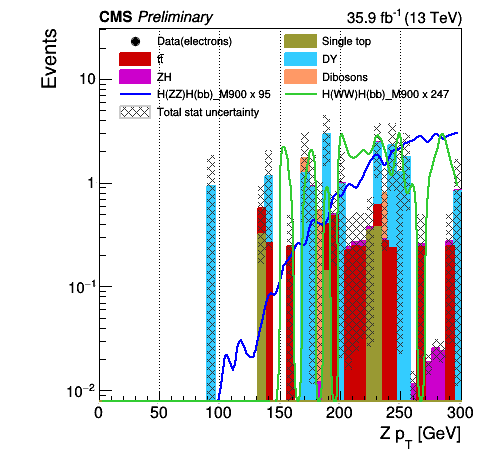 CMS Preliminary 35.9 fb⁻¹ (13 TeV)
Events
Data(electrons) Single top
tt̄ DY
ZH Dibosons
H(ZZ)H(bb)_M900 x 95 H(WW)H(bb)_M900 x 247
Total stat uncertainty
10
1
10⁻¹
10⁻²
0 50 100 150 200 250 300
Z p_T [GeV]